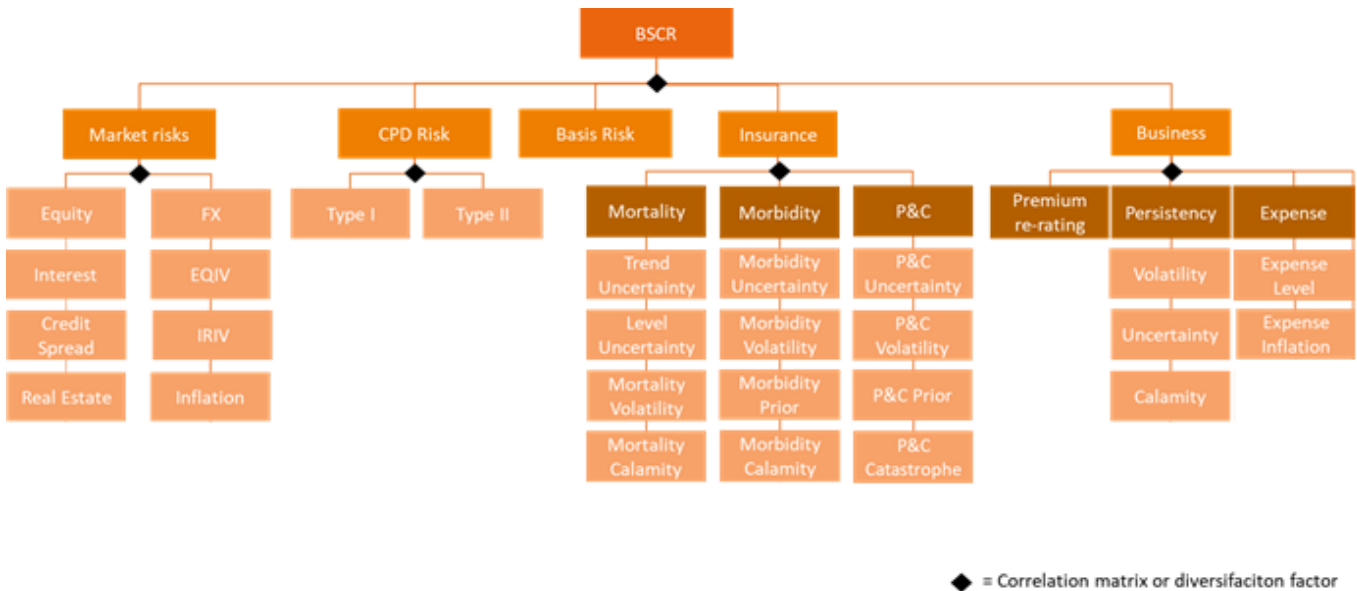 BSCR
Market risks
CPD Risk
Basis Risk
Insurance
Business
Equity
FX
Type I
Type II
Mortality
Morbidity
P&C
Premium
re-rating
Persistency
Expense
Interest
EQIV
Trend
Uncertainty
Morbidity
Uncertainty
P&C
Uncertainty
Volatility
Expense
Level
Credit
Spread
IRIV
Level
Uncertainty
Morbidity
Volatility
P&C
Volatility
Uncertainty
Expense
Inflation
Real Estate
Inflation
Mortality
Volatility
Morbidity
Prior
P&C Prior
Calamity
Mortality
Calamity
Morbidity
Calamity
P&C
Catastrophe
= Correlation matrix or diversifaciton factor